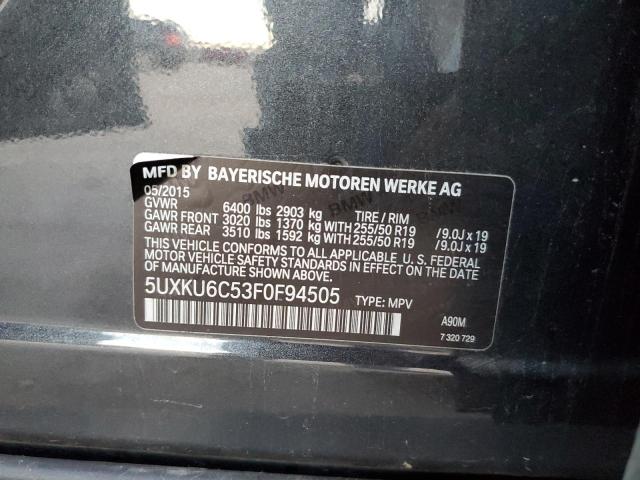 MFD BY BAYERISCHE MOTOREN WERKE AG
05/2015
GVWR 6400 lbs 2903 kg TIRE / RIM
GAWR FRONT 3020 lbs 1370 kg WITH 255/50 R19 /9.0J x 19
GAWR REAR 3510 lbs 1592 kg WITH 255/50 R19 /9.0J x 19
THIS VEHICLE CONFORMS TO ALL APPLICABLE U.S. FEDERAL
MOTOR VEHICLE SAFETY STANDARDS IN EFFECT ON THE DATE OF
MANUFACTURE SHOWN ABOVE.
5UXKU6C53F0F94505 TYPE: MPV
A90M
7 320 729